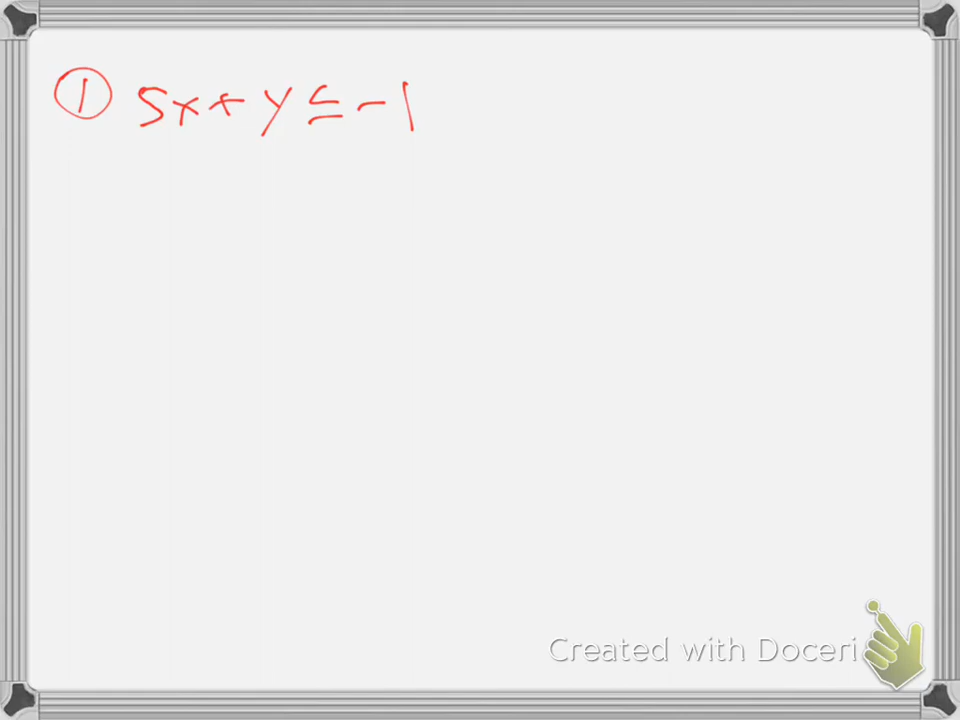 ① 5x + y ≤ -1
Created with Doceri